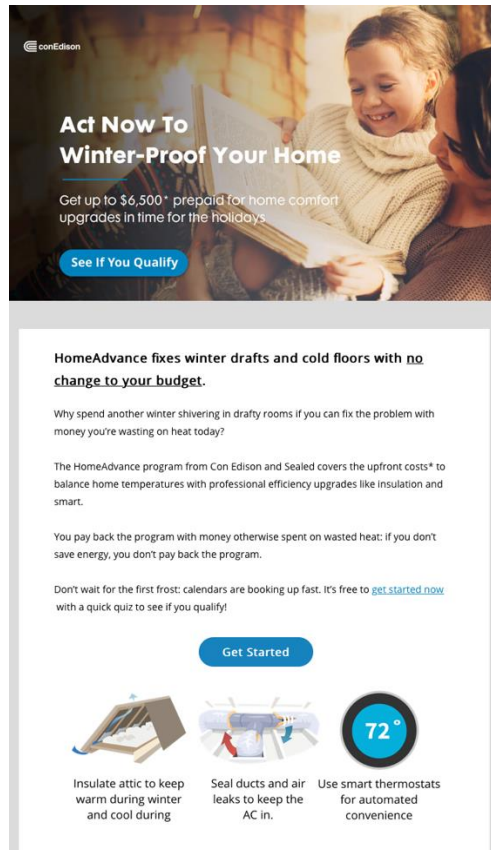 conEdison
Act Now To
Winter-Proof Your Home
Get up to $6,500* prepaid for home comfort
upgrades in time for the holidays
See If You Qualify
HomeAdvance fixes winter drafts and cold floors with no
change to your budget.
Why spend another winter shivering in drafty rooms if you can fix the problem with
money you’re wasting on heat today?
The HomeAdvance program from Con Edison and Sealed covers the upfront costs* to
balance home temperatures with professional efficiency upgrades like insulation and
smart.
You pay back the program with money otherwise spent on wasted heat: if you don’t
save energy, you don’t pay back the program.
Don’t wait for the first frost: calendars are booking up fast. It’s free to get started now
with a quick quiz to see if you qualify!
Get Started
72°
Insulate attic to keep
warm during winter
and cool during
Seal ducts and air
leaks to keep the
AC in.
Use smart thermostats
for automated
convenience